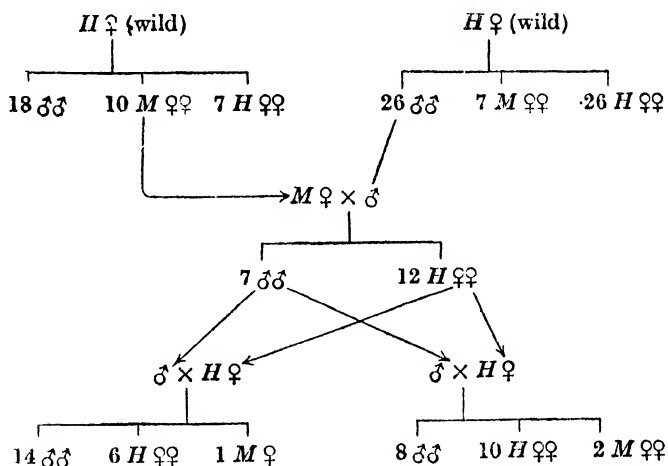 H ♀ (wild) H ♀ (wild)
18 ♂♂ 10 M ♀♀ 7 H ♀♀ 26 ♂♂ 7 M ♀♀ ·26 H ♀♀
M ♀ × ♂
7 ♂♂ 12 H ♀♀
♂ × H ♀ ♂ × H ♀
14 ♂♂ 6 H ♀♀ 1 M ♀ 8 ♂♂ 10 H ♀♀ 2 M ♀♀